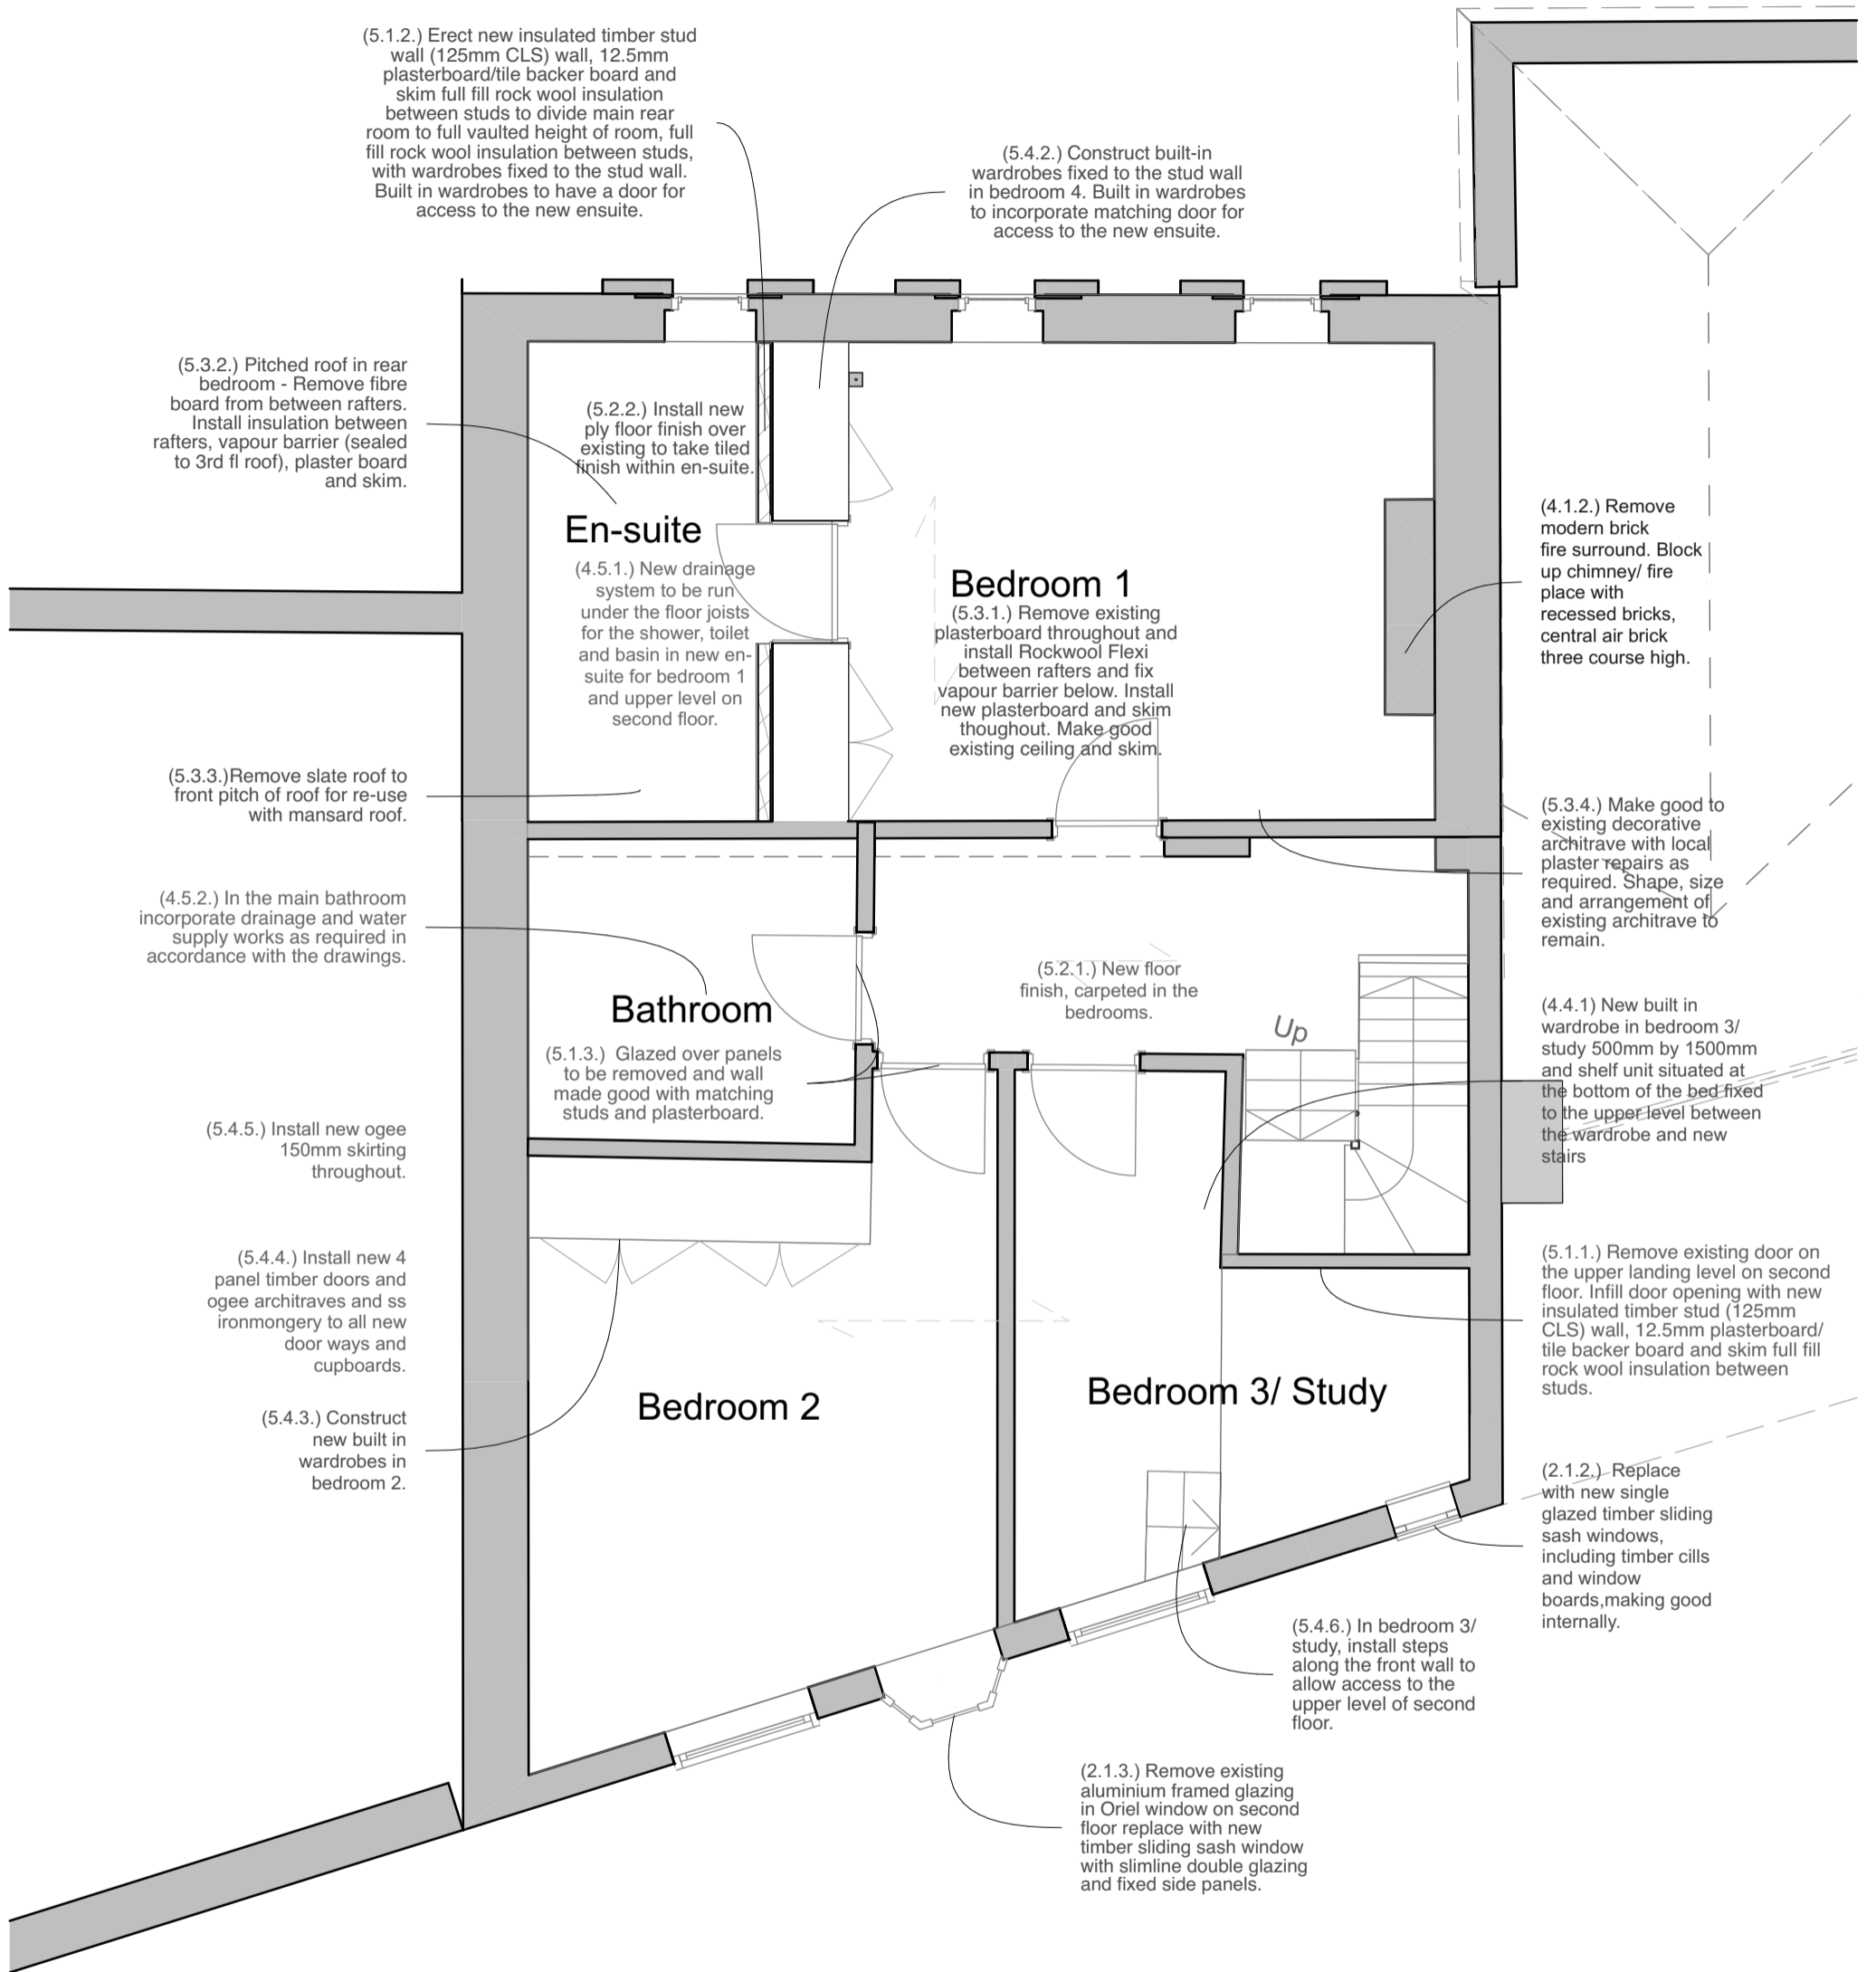 (5.1.2.) Erect new insulated timber stud
wall (125mm CLS) wall, 12.5mm
plasterboard/tile backer board and
skim full fill rock wool insulation
between studs to divide main rear
room to full vaulted height of room, full
fill rock wool insulation between studs,
with wardrobes fixed to the stud wall.
Built in wardrobes to have a door for
access to the new ensuite.
(5.4.2.) Construct built-in
wardrobes fixed to the stud wall
in bedroom 4. Built in wardrobes
to incorporate matching door for
access to the new ensuite.
(5.3.2.) Pitched roof in rear
bedroom - Remove fibre
board from between rafters.
Install insulation between
rafters, vapour barrier (sealed
to 3rd fl roof), plaster board
and skim.
(5.2.2.) Install new
ply floor finish over
existing to take tiled
finish within en-suite.
En-suite
(4.5.1.) New drainage
system to be run
under the floor joists
for the shower, toilet
and basin in new en-
suite for bedroom 1
and upper level on
second floor.
Bedroom 1
(5.3.1.) Remove existing
plasterboard throughout and
install Rockwool Flexi
between rafters and fix
vapour barrier below. Install
new plasterboard and skim
thoughout. Make good
existing ceiling and skim.
(4.1.2.) Remove
modern brick
fire surround. Block
up chimney/ fire
place with
recessed bricks,
central air brick
three course high.
(5.3.3.)Remove slate roof to
front pitch of roof for re-use
with mansard roof.
(5.3.4.) Make good to
existing decorative
architrave with local
plaster repairs as
required. Shape, size
and arrangement of
existing architrave to
remain.
(4.5.2.) In the main bathroom
incorporate drainage and water
supply works as required in
accordance with the drawings.
Bathroom
(5.1.3.) Glazed over panels
to be removed and wall
made good with matching
studs and plasterboard.
(5.2.1.) New floor
finish, carpeted in the
bedrooms.
Up
(4.4.1) New built in
wardrobe in bedroom 3/
study 500mm by 1500mm
and shelf unit situated at
the bottom of the bed fixed
to the upper level between
the wardrobe and new
stairs
(5.4.5.) Install new ogee
150mm skirting
throughout.
(5.4.4.) Install new 4
panel timber doors and
ogee architraves and ss
ironmongery to all new
door ways and
cupboards.
(5.1.1.) Remove existing door on
the upper landing level on second
floor. Infill door opening with new
insulated timber stud (125mm
CLS) wall, 12.5mm plasterboard/
tile backer board and skim full fill
rock wool insulation between
studs.
(5.4.3.) Construct
new built in
wardrobes in
bedroom 2.
Bedroom 2
Bedroom 3/ Study
(2.1.2.) Replace
with new single
glazed timber sliding
sash windows,
including timber cills
and window
boards,making good
internally.
(5.4.6.) In bedroom 3/
study, install steps
along the front wall to
allow access to the
upper level of second
floor.
(2.1.3.) Remove existing
aluminium framed glazing
in Oriel window on second
floor replace with new
timber sliding sash window
with slimline double glazing
and fixed side panels.